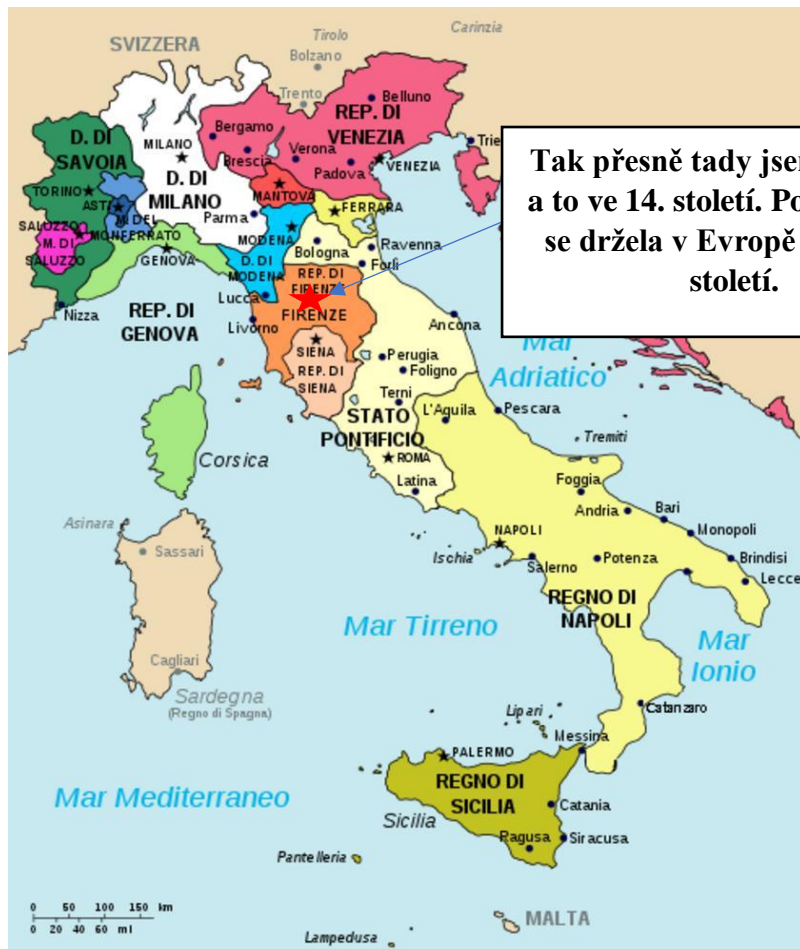 SVIZZERA
Tirolo
Bolzano
Carinzia
Trento
Belluno
REP. DI
VENEZIA
Bergamo
Brescia
Verona
Padova
VENEZIA
Trie
D. DI
SAVOIA
MILANO
D. DI
MILANO
TORINO
ASTI
M. DEL
MONFERRATO
SALUZZO
M. DI
SALUZZO
GENOVA
Parma
MANTOVA
FERRARA
MODENA
D. DI
MODENA
Bologna
Ravenna
Forlì
Tak přesně tady jser
a to ve 14. století. Po
se držela v Evropě
století.
REP. DI
FIRENZ
FIRENZE
Lucca
Livorno
Nizza
REP. DI
GENOVA
SIENA
REP. DI
SIENA
Ancona
Perugia
Foligno
Terni
STATO
PONTIFICIO
ROMA
Latina
L'Aquila
Pescara
Mar
Adriatico
Tremiti
Corsica
Asinara
Sassari
Cagliari
Sardegna
(Regno di Spagna)
Foggia
Andria
Bari
Monopoli
Brindisi
Lecce
NAPOLI
Ischia
Salerno
Potenza
REGNO DI
NAPOLI
Mar Tirreno
Mar
Ionio
Catanzaro
Lipari
Messina
PALERMO
REGNO DI
SICILIA
Sicilia
Catania
Ragusa
Siracusa
Mar Mediterraneo
Pantelleria
MALTA
Lampedusa
0 50 100 150 km
0 20 40 60 mi